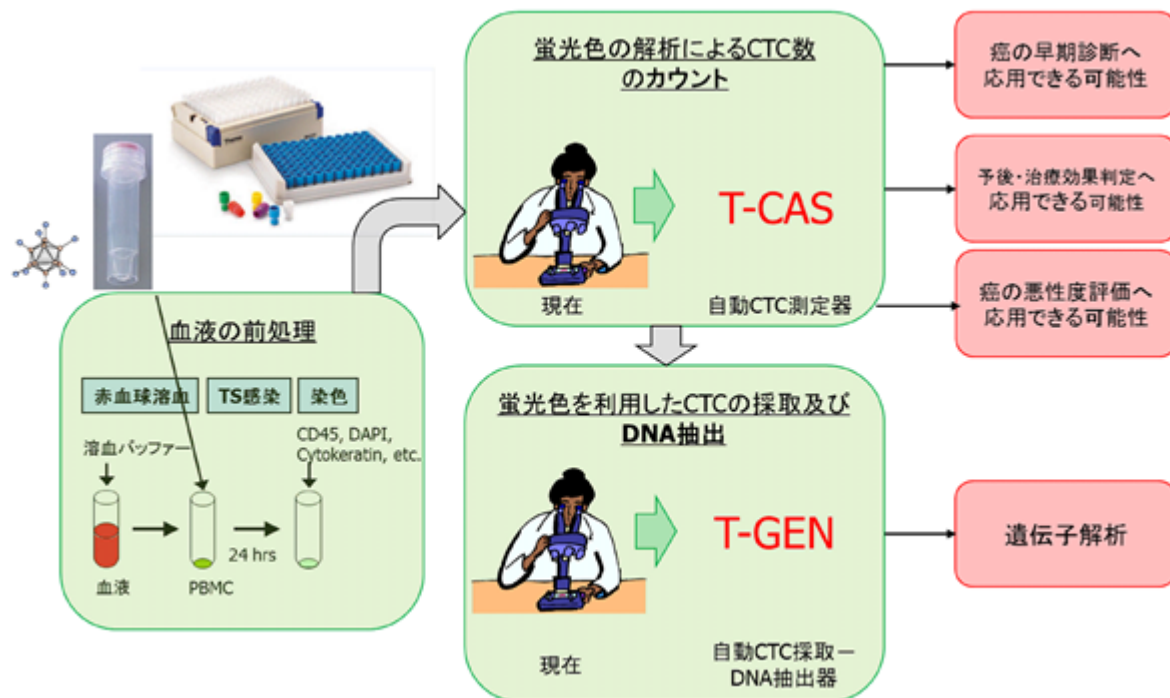 蛍光色の解析によるCTC数
のカウント
T-CAS
現在
自動CTC測定器
癌の早期診断へ
応用できる可能性
予後・治療効果判定へ
応用できる可能性
癌の悪性度評価へ
応用できる可能性
血液の前処理
赤血球溶血
TS感染
染色
溶血バッファー
CD45, DAPI,
Cytokeratin, etc.
24 hrs
血液
PBMC
蛍光色を利用したCTCの採取及び
DNA抽出
T-GEN
現在
自動CTC採取ー
DNA抽出器
遺伝子解析